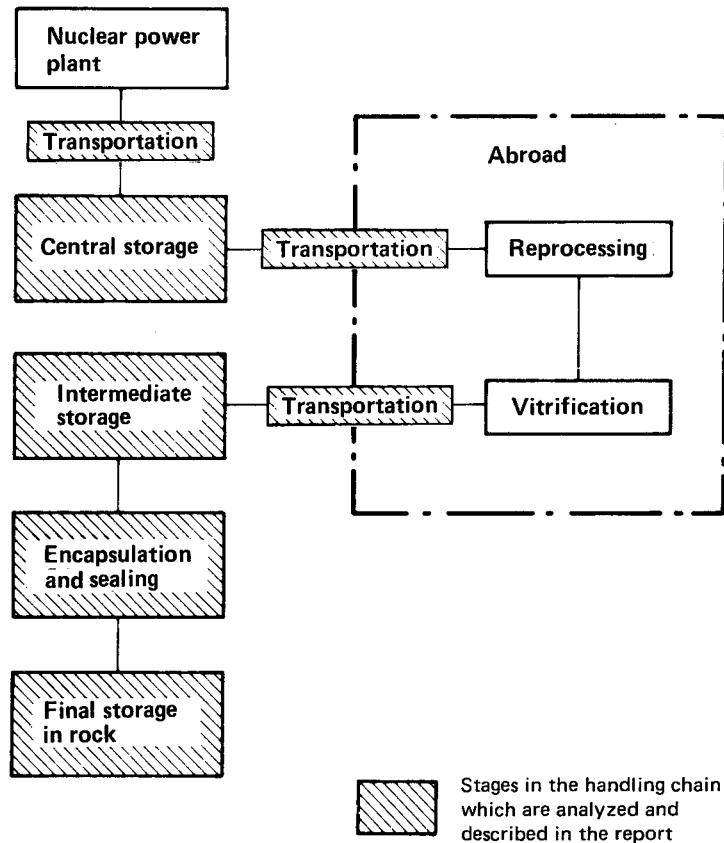 Nuclear power
plant
Transportation
Abroad
Central storage
Transportation
Reprocessing
Intermediate
storage
Transportation
Vitrification
Encapsulation
and sealing
Final storage
in rock
Stages in the handling chain
which are analyzed and
described in the report